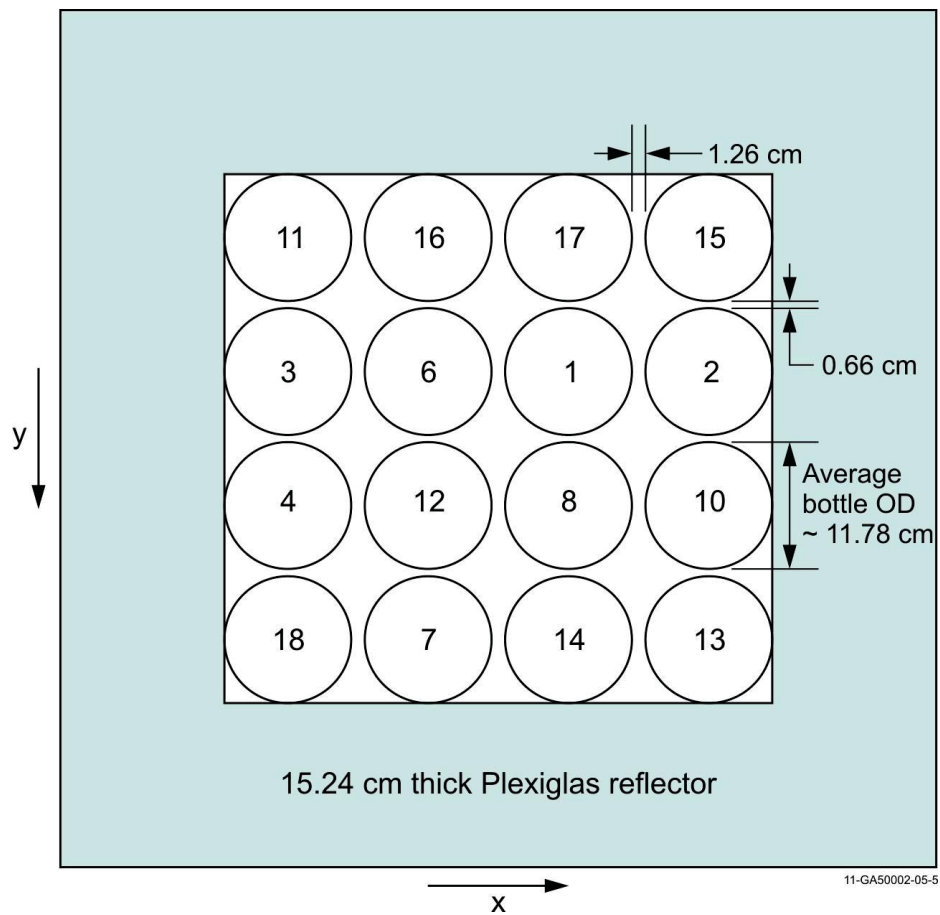 1.26 cm
11 16 17 15
0.66 cm
3 6 1 2
y
Average
bottle OD
~ 11.78 cm
4 12 8 10
18 7 14 13
15.24 cm thick Plexiglas reflector
11-GA50002-05-5
x